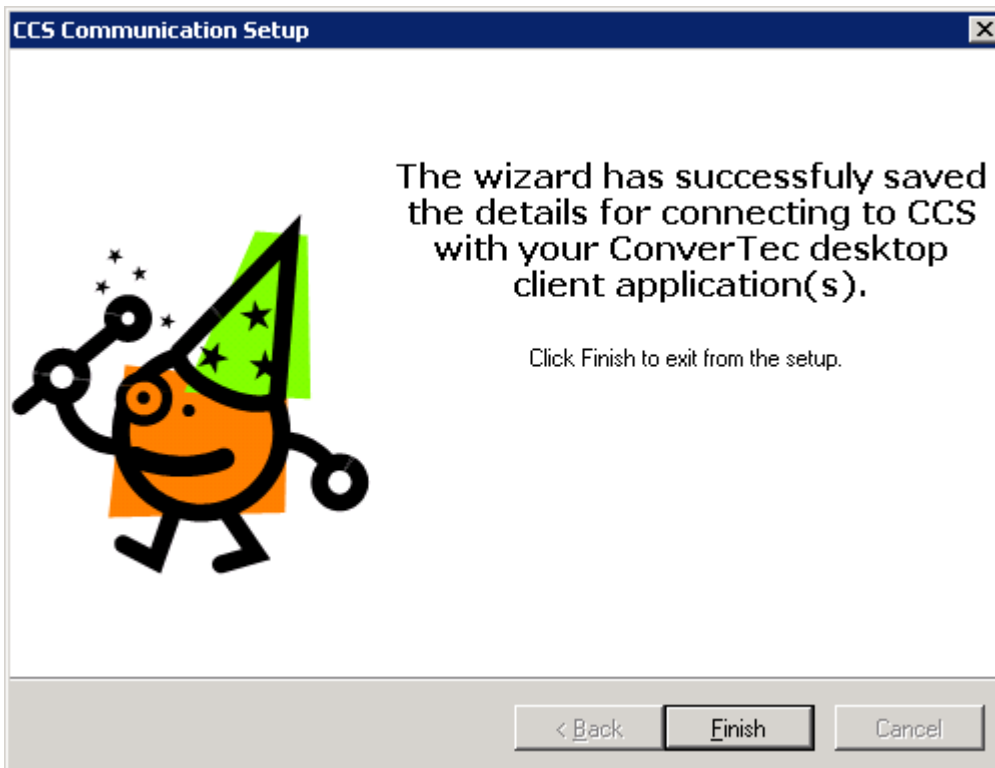 CCS Communication Setup
The wizard has successfuly saved
the details for connecting to CCS
with your ConverTec desktop
client application(s).
Click Finish to exit from the setup.
< Back
Finish
Cancel